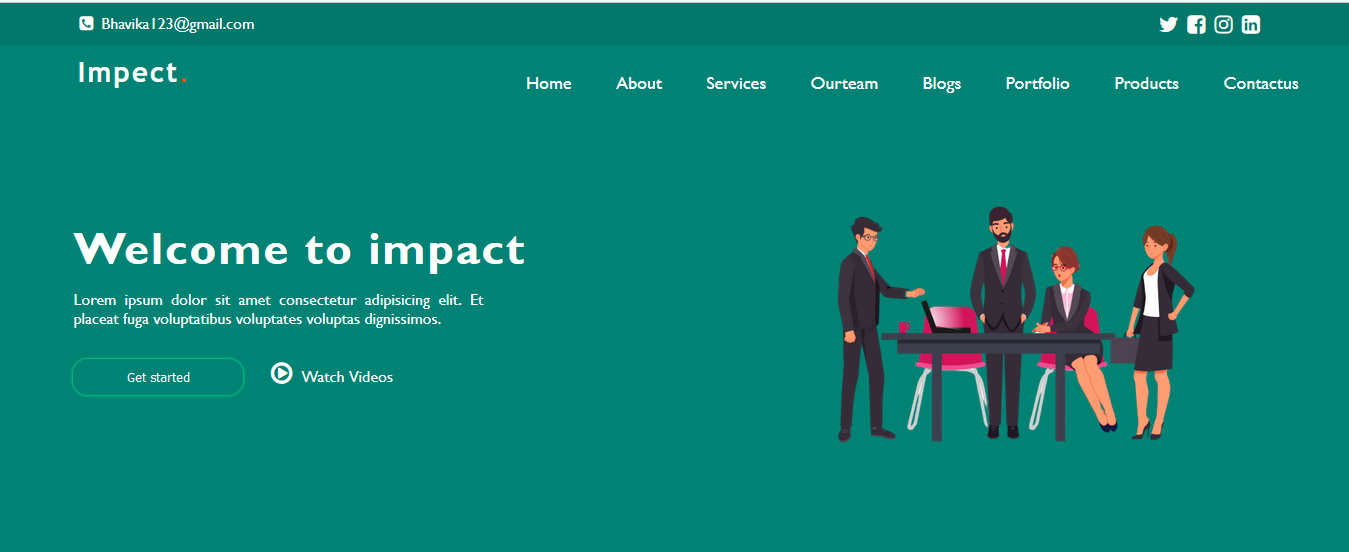 Bhavika123@gmail.com
Impect.
Home About Services Ourteam Blogs Portfolio Products Contactus
Welcome to impact
Lorem ipsum dolor sit amet consectetur adipisicing elit. Et
placeat fuga voluptatibus voluptates voluptas dignissimos.
Get started Watch Videos